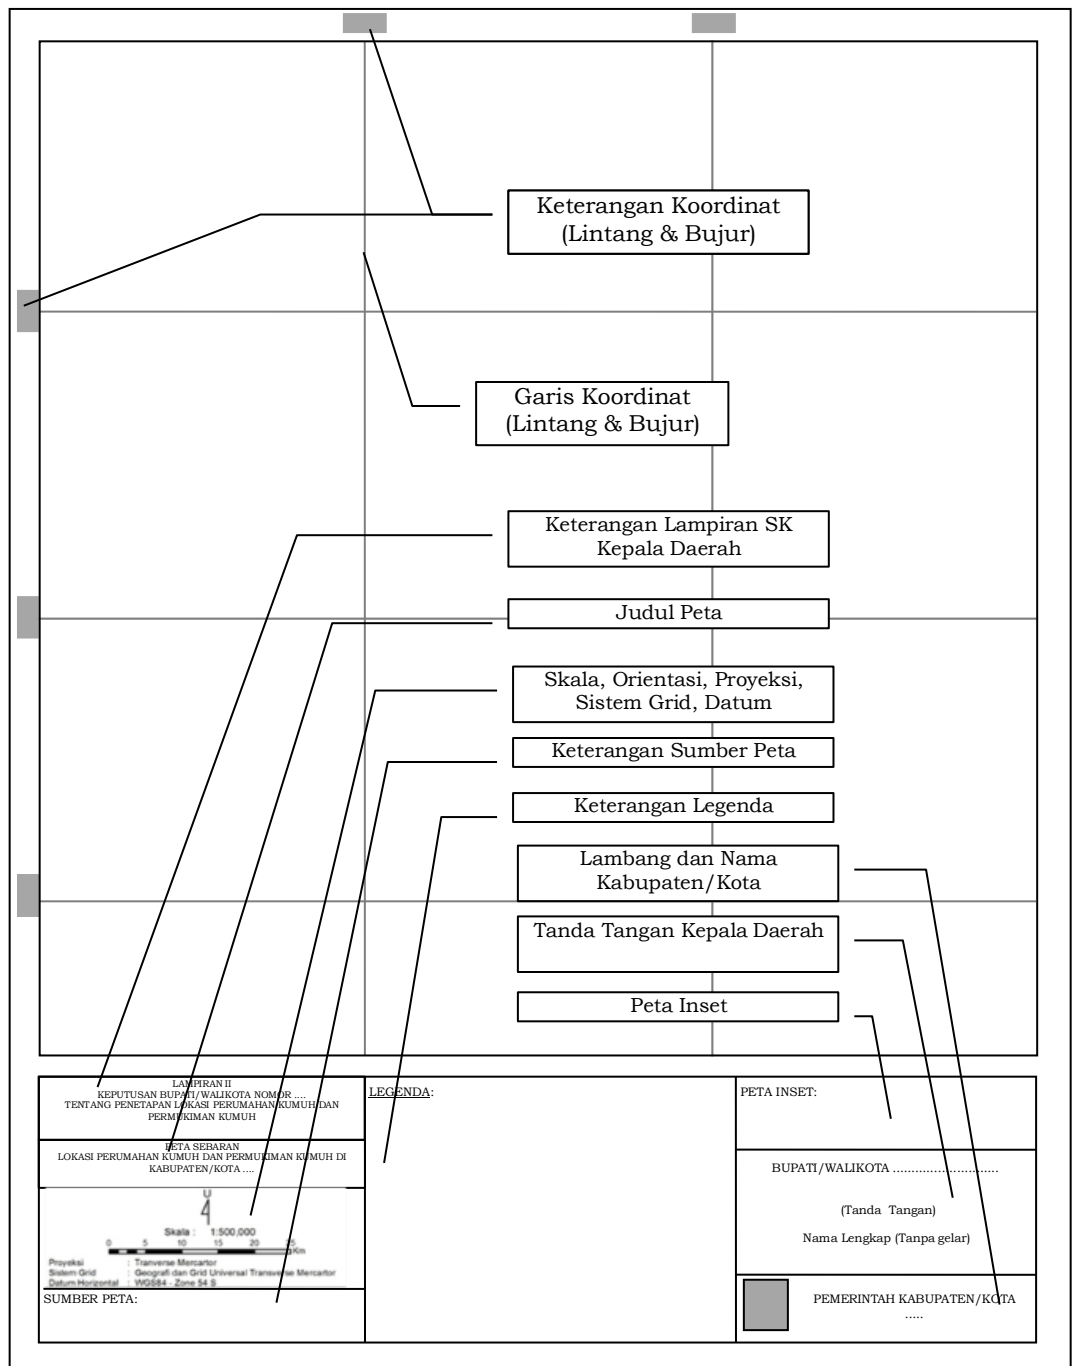 Keterangan Koordinat
(Lintang & Bujur)
Garis Koordinat
(Lintang & Bujur)
Keterangan Lampiran SK
Kepala Daerah
Judul Peta
Skala, Orientasi, Proyeksi,
Sistem Grid, Datum
Keterangan Sumber Peta
Keterangan Legenda
Lambang dan Nama
Kabupaten/Kota
Tanda Tangan Kepala Daerah
Peta Inset
LAMPIRAN II
KEPUTUSAN BUPATI/WALIKOTA NOMOR ....
TENTANG PENETAPAN LOKASI PERUMAHAN KUMUH DAN
PERMUKIMAN KUMUH
PETA SEBARAN
LOKASI PERUMAHAN KUMUH DAN PERMUKIMAN KUMUH DI
KABUPATEN/KOTA ....
U
Skala : 1:500,000
0 5 10 15 20 25
Km
Proyeksi : Tranverse Mercartor
Sistem Grid : Geografi dan Grid Universal Transverse Mercartor
Datum Horizontal : WGS84 - Zone 54 S
SUMBER PETA:
LEGENDA:
PETA INSET:
BUPATI/WALIKOTA ............................
(Tanda Tangan)
Nama Lengkap (Tanpa gelar)
PEMERINTAH KABUPATEN/KOTA
.....